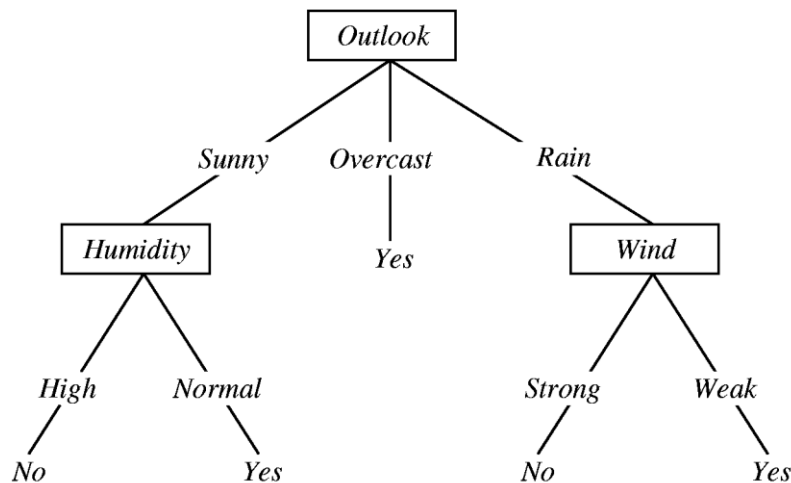 Outlook
Sunny Overcast Rain
Humidity Yes Wind
High Normal Strong Weak
No Yes No Yes